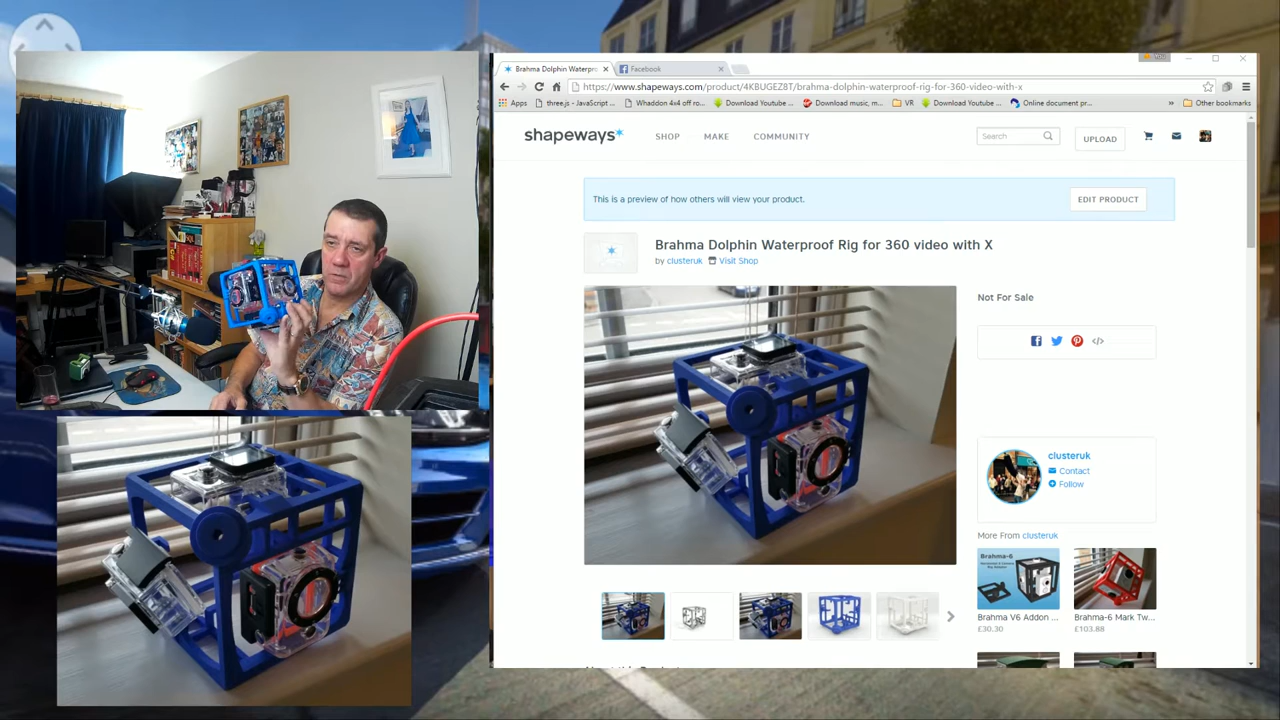 Brahma Dolphin Waterpro
Facebook
https://www.shapeways.com/product/4KBUGEZ8T/brahma-dolphin-waterproof-rig-for-360-video-with-x
Apps
three.js - JavaScript ...
Whaddon 4x4 off ro...
Download Youtube ...
Download music, m...
VR
Download Youtube ...
Online document pr...
»
Other bookmarks
shapeways*
SHOP
MAKE
COMMUNITY
Search
UPLOAD
This is a preview of how others will view your product.
EDIT PRODUCT
Brahma Dolphin Waterproof Rig for 360 video with X
by clusteruk Visit Shop
Not For Sale
clusteruk
Contact
Follow
More From clusteruk
Brahma-6
Brahma V6 Addon ...
£30.30
Brahma-6 Mark Tw...
£103.88